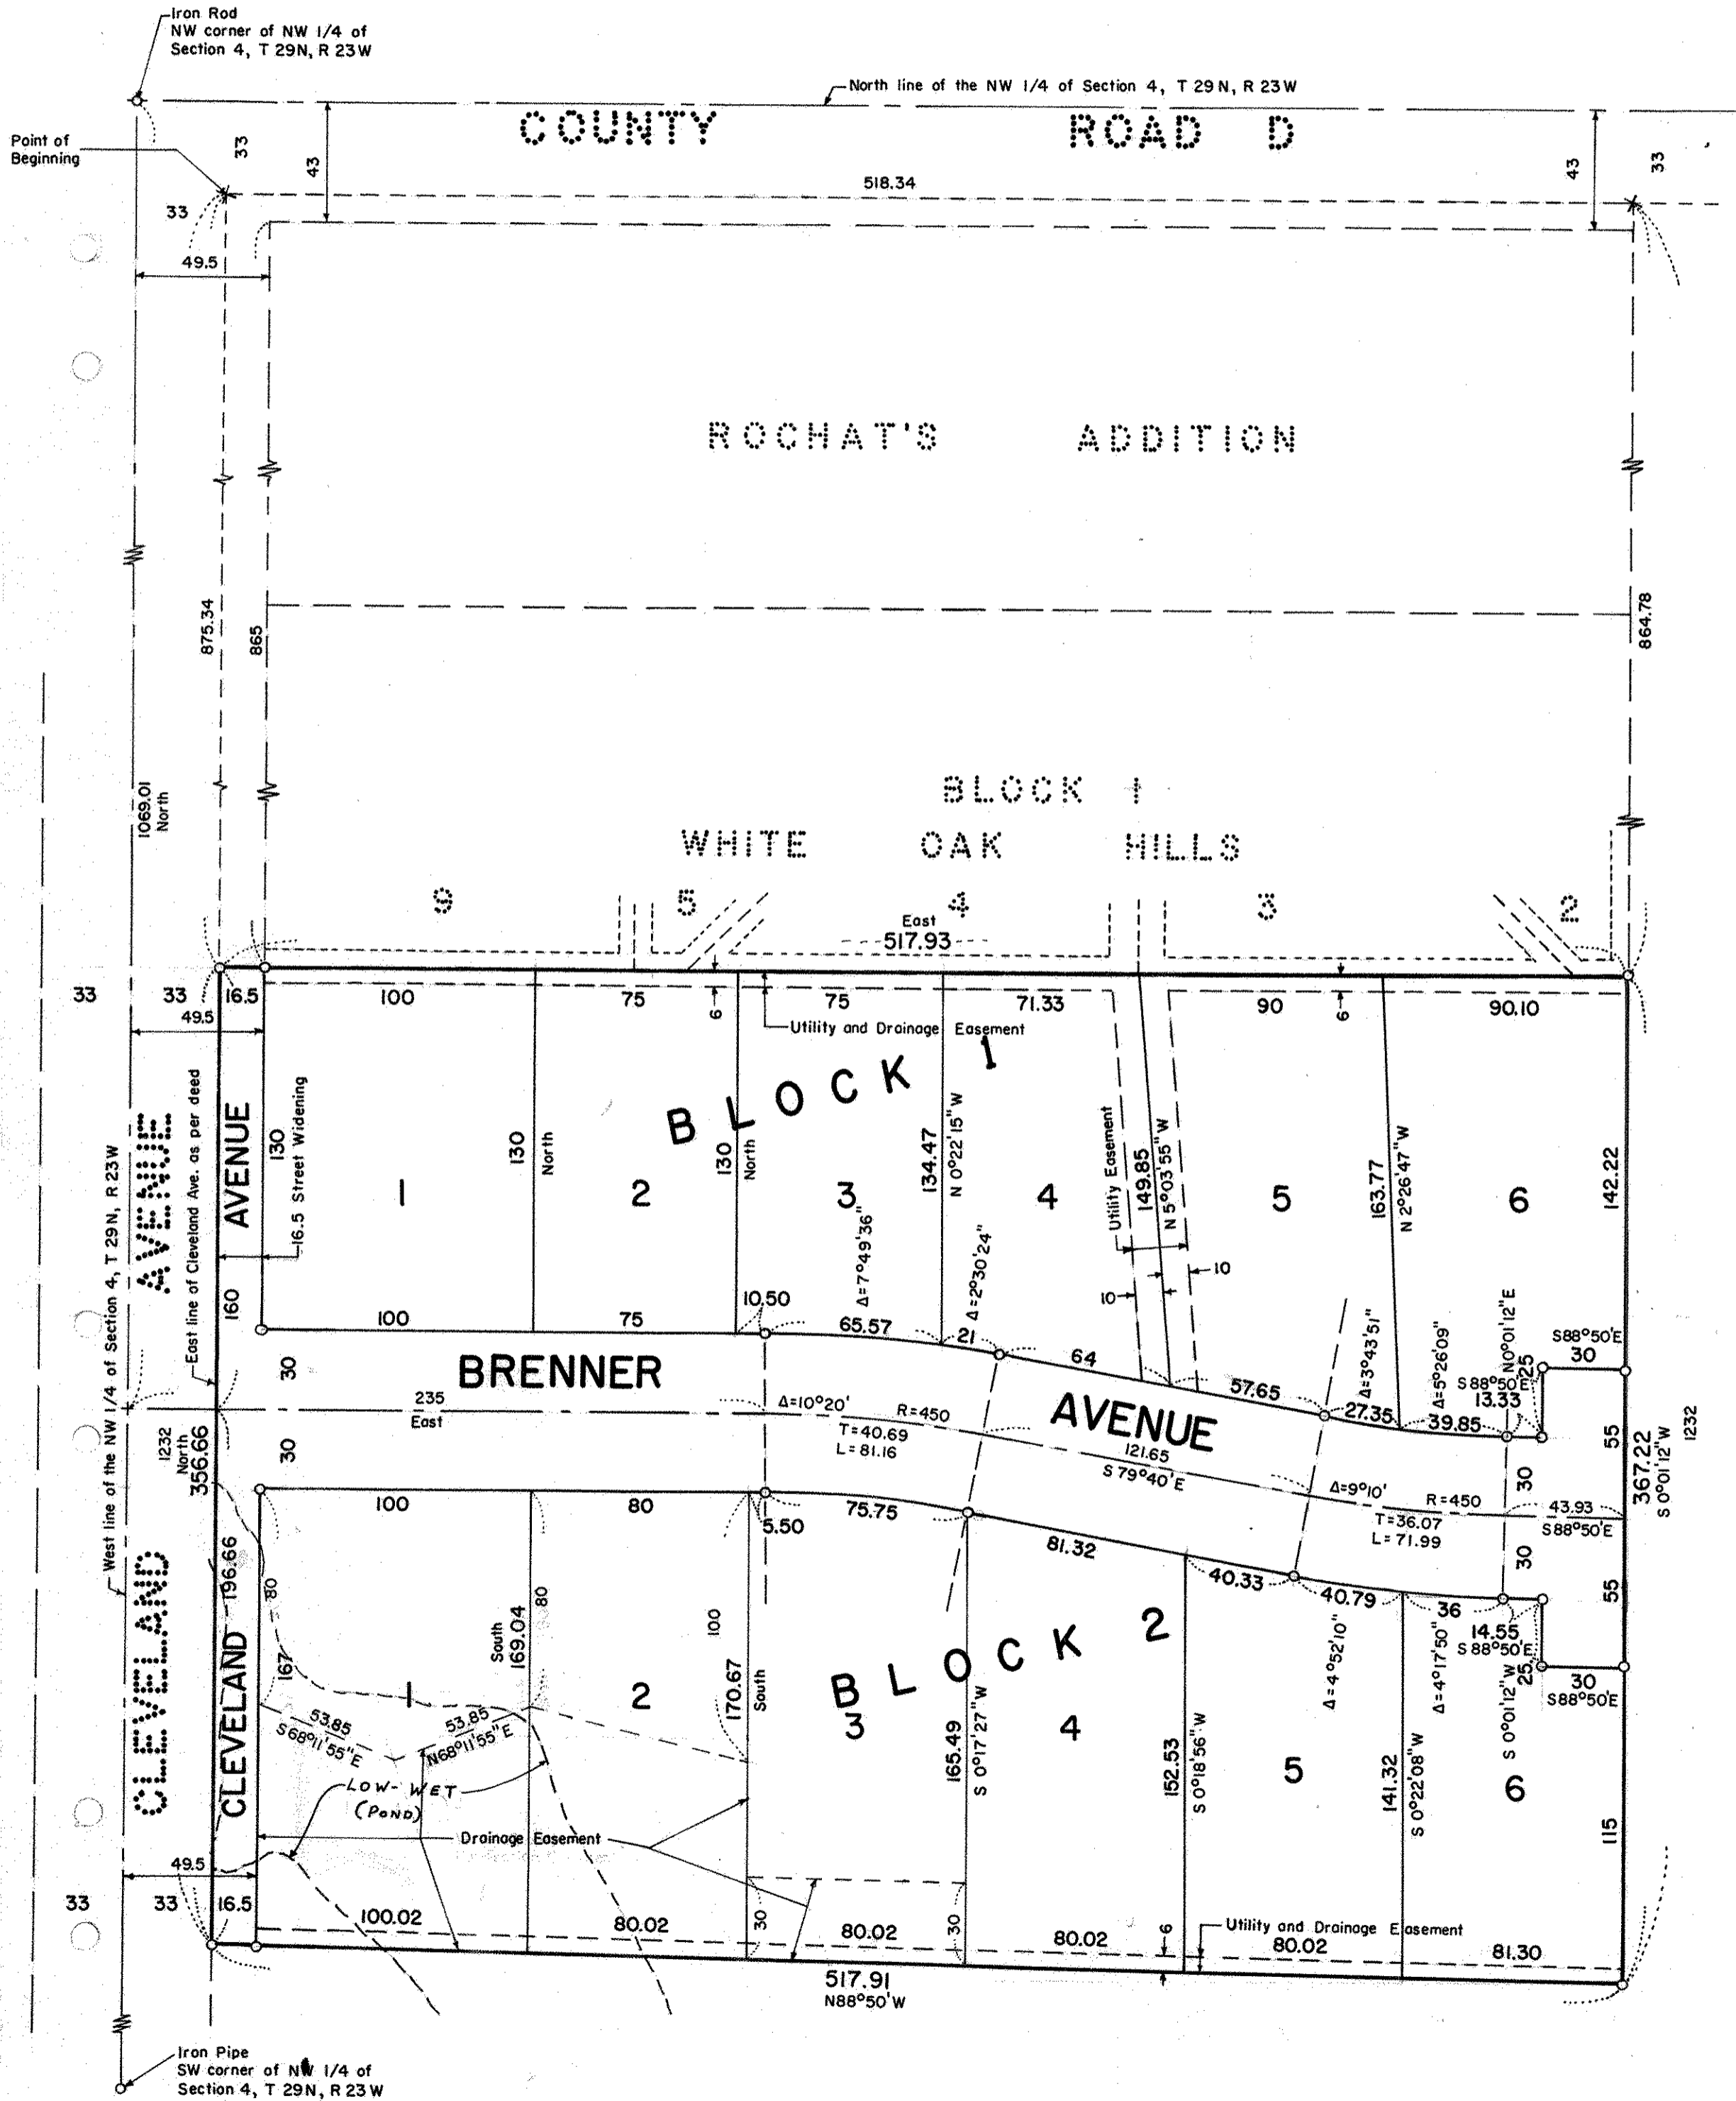 Iron Rod
NW corner of NW 1/4 of
Section 4, T 29N, R 23W
North line of the NW 1/4 of Section 4, T 29N, R 23W
COUNTY ROAD D
Point of
Beginning
33
43
518.34
43
33
33
49.5
ROCHAT'S ADDITION
875.34
865
864.78
1069.01
North
BLOCK 1
WHITE OAK HILLS
9
5
4
3
2
East
517.93
33
33
16.5
100
75
75
71.33
90
90.10
49.5
6
6
Utility and Drainage Easement
BLOCK 1
AVENUE
East line of Cleveland Ave. as per deed
AVENUE
130
16.5 Street Widening
130
North
130
North
134.47
N 0°22'15"W
Utility Easement
149.85
N 5°03'55"W
163.77
N 2°26'47"W
142.22
1
2
3
4
5
6
Δ=7°49'36"
Δ=2°30'24"
10
10
160
100
75
10.50
65.57
21
64
57.65
Δ=3°43'51"
27.35
Δ=5°26'09"
39.85
N0°01'12"E
S88°50'E
13.33
25
S88°50'E
30
30
BRENNER
AVENUE
235
East
Δ=10°20'
R=450
T=40.69
L=81.16
121.65
S 79°40'E
Δ=9°10'
R=450
T=36.07
L=71.99
43.93
S88°50'E
30
30
55
55
367.22
S 0°01'12"W
1232
1232
North
356.66
30
West line of the NW 1/4 of Section 4, T 29N, R 23W
100
80
5.50
75.75
81.32
40.33
40.79
36
14.55
S 88°50'E
25
30
S88°50'E
CLEVELAND
CLEVELAND
196.66
80
167
South
169.04
80
100
170.67
South
BLOCK 2
165.49
S 0°17'27"W
152.53
S 0°18'56"W
Δ=4°52'10"
141.32
S 0°22'08"W
Δ=4°17'50"
S 0°01'12"W
115
1
2
3
4
5
6
53.85
S 68°11'55"E
53.85
N68°11'55"E
LOW-WET
(POND)
Drainage Easement
49.5
33
33
16.5
100.02
80.02
30
80.02
30
80.02
6
Utility and Drainage Easement
80.02
81.30
517.91
N88°50'W
Iron Pipe
SW corner of NW 1/4 of
Section 4, T 29N, R 23W